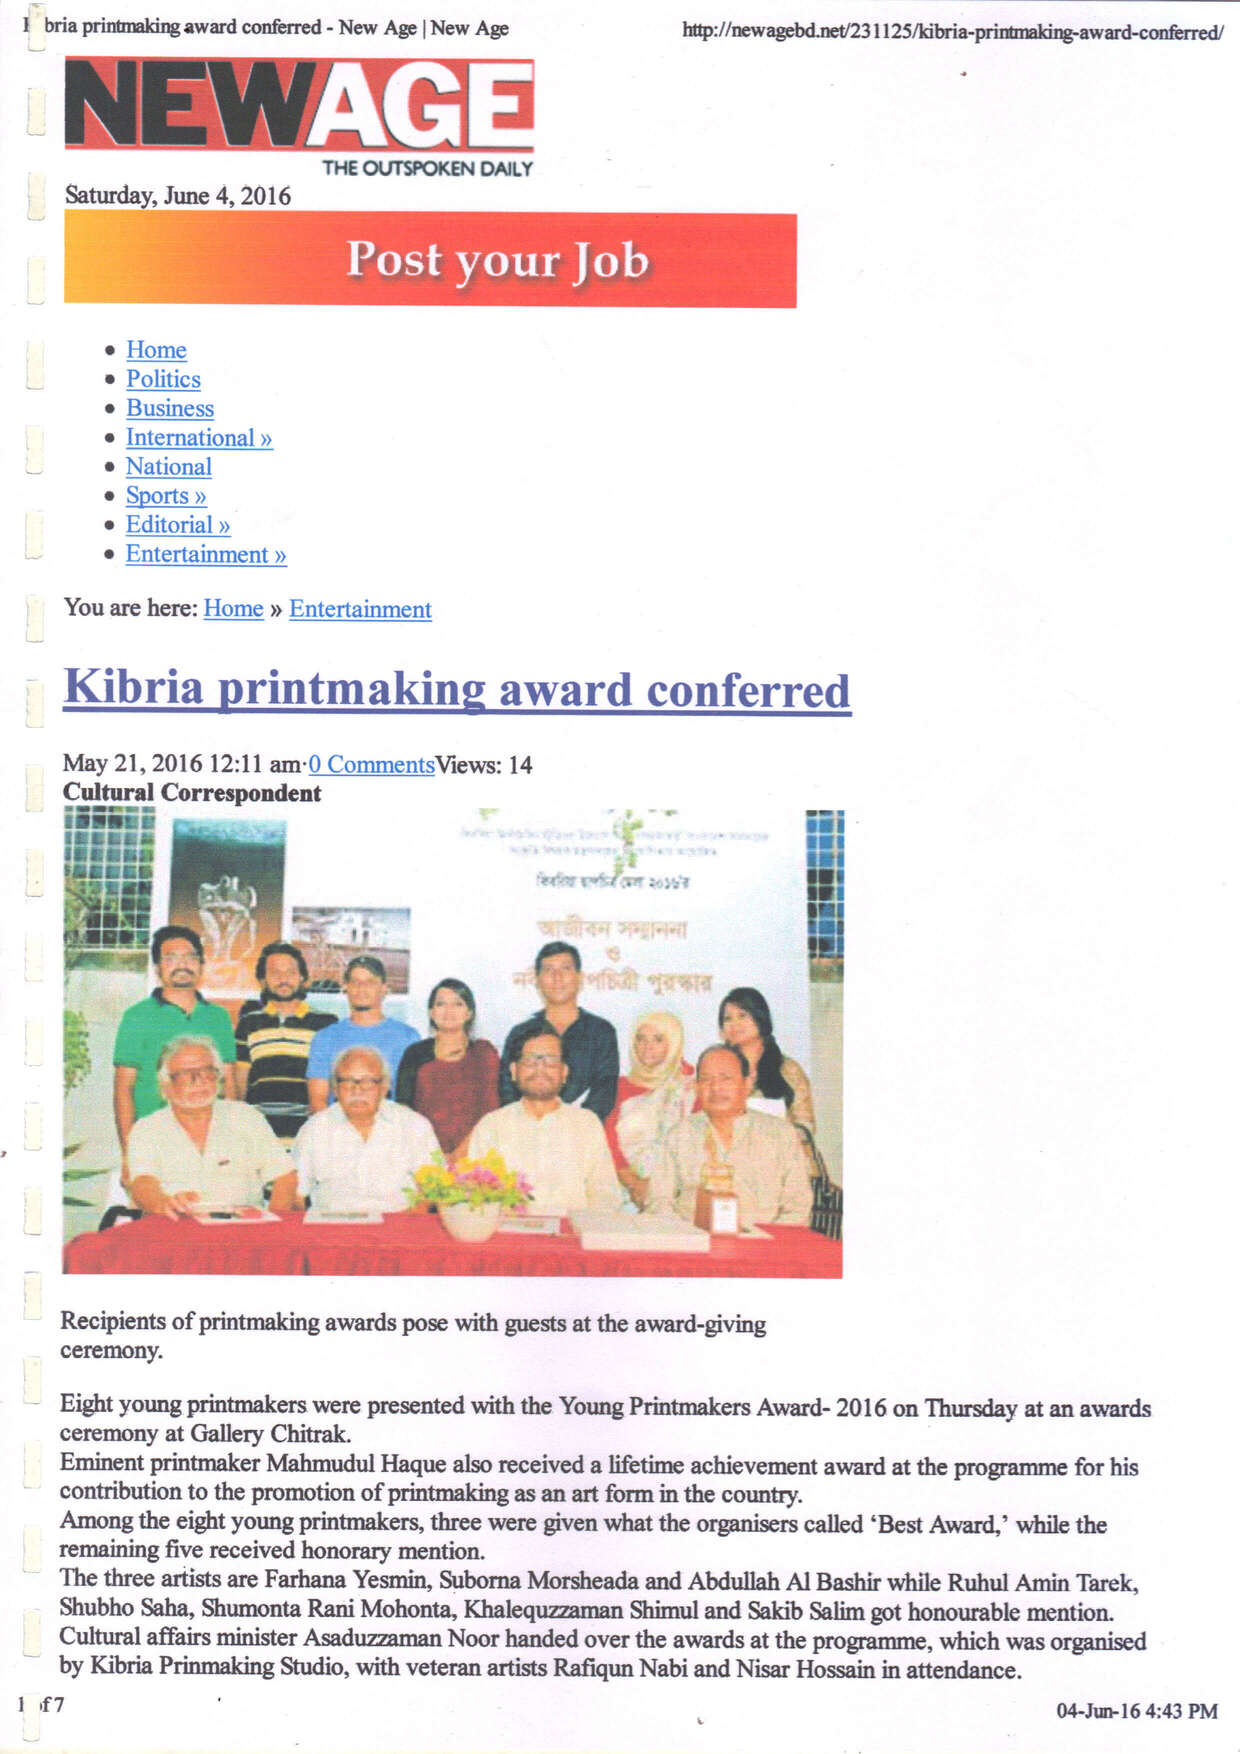 bria printmaking award conferred - New Age | New Age
http://newagebd.net/231125/kibria-printmaking-award-conferred/
NEWAGE
THE OUTSPOKEN DAILY
Saturday, June 4, 2016
Post your Job
• Home
• Politics
• Business
• International »
• National
• Sports »
• Editorial »
• Entertainment »
You are here: Home » Entertainment
Kibria printmaking award conferred
May 21, 2016 12:11 am·0 CommentsViews: 14
Cultural Correspondent
কিবরিয়া ছাপচিত্র মেলা ২০১৬'র
আজীবন সম্মাননা
ও
পুরস্কার
Recipients of printmaking awards pose with guests at the award-giving
ceremony.
Eight young printmakers were presented with the Young Printmakers Award- 2016 on Thursday at an awards
ceremony at Gallery Chitrak.
Eminent printmaker Mahmudul Haque also received a lifetime achievement award at the programme for his
contribution to the promotion of printmaking as an art form in the country.
Among the eight young printmakers, three were given what the organisers called ‘Best Award,’ while the
remaining five received honorary mention.
The three artists are Farhana Yesmin, Suborna Morsheada and Abdullah Al Bashir while Ruhul Amin Tarek,
Shubho Saha, Shumonta Rani Mohonta, Khalequzzaman Shimul and Sakib Salim got honourable mention.
Cultural affairs minister Asaduzzaman Noor handed over the awards at the programme, which was organised
by Kibria Prinmaking Studio, with veteran artists Rafiqun Nabi and Nisar Hossain in attendance.
1 of 7
04-Jun-16 4:43 PM